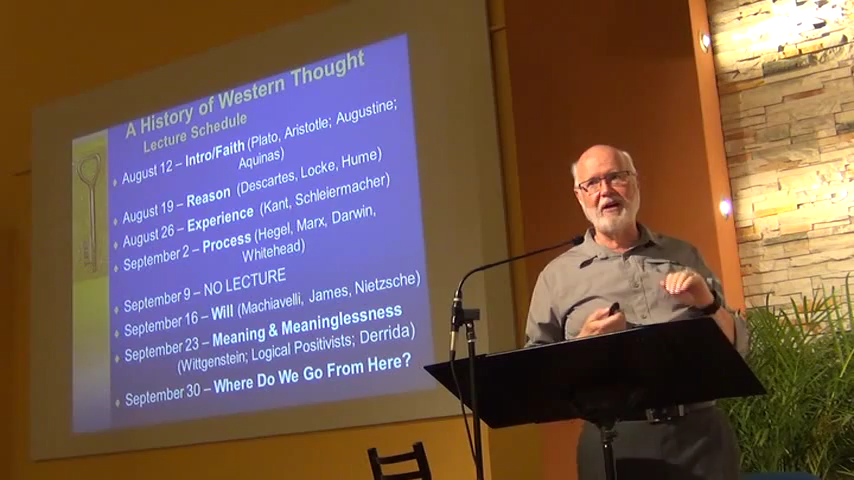 A History of Western Thought
Lecture Schedule
August 12 – Intro/Faith (Plato, Aristotle; Augustine;
Aquinas)
August 19 – Reason (Descartes, Locke, Hume)
August 26 – Experience (Kant, Schleiermacher)
September 2 – Process (Hegel, Marx, Darwin,
Whitehead)
September 9 – NO LECTURE
September 16 – Will (Machiavelli, James, Nietzsche)
September 23 – Meaning & Meaninglessness
(Wittgenstein; Logical Positivists; Derrida)
September 30 – Where Do We Go From Here?